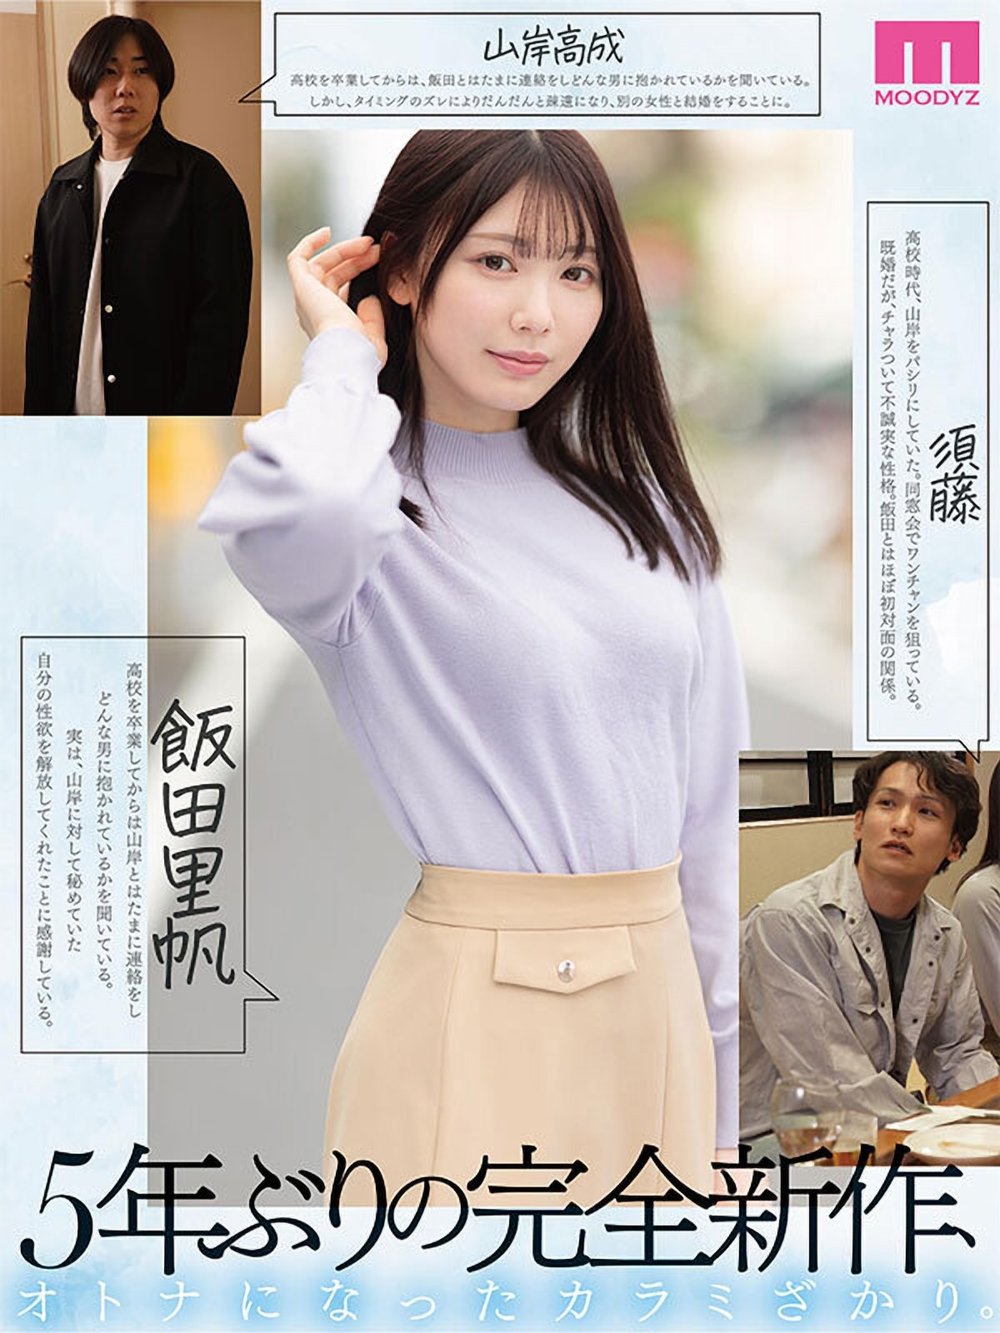 山岸高成
高校を卒業してからは、飯田とはたまに連絡をしどんな男に抱かれているかを聞いている。
しかし、タイミングのズレによりだんだんと疎遠になり、別の女性と結婚をすることに。
MOODYZ
須藤
高校時代、山岸をパシリにしていた。同窓会でワンチャンを狙っている。
既婚だが、チャラついて不誠実な性格。飯田とはほぼ初対面の関係。
飯田里帆
高校を卒業してからは山岸とはたまに連絡をし
どんな男に抱かれているかを聞いている。
実は、山岸に対して秘めていた
自分の性欲を解放してくれたことに感謝している。
5年ぶりの完全新作、
オトナになったカラミざかり。